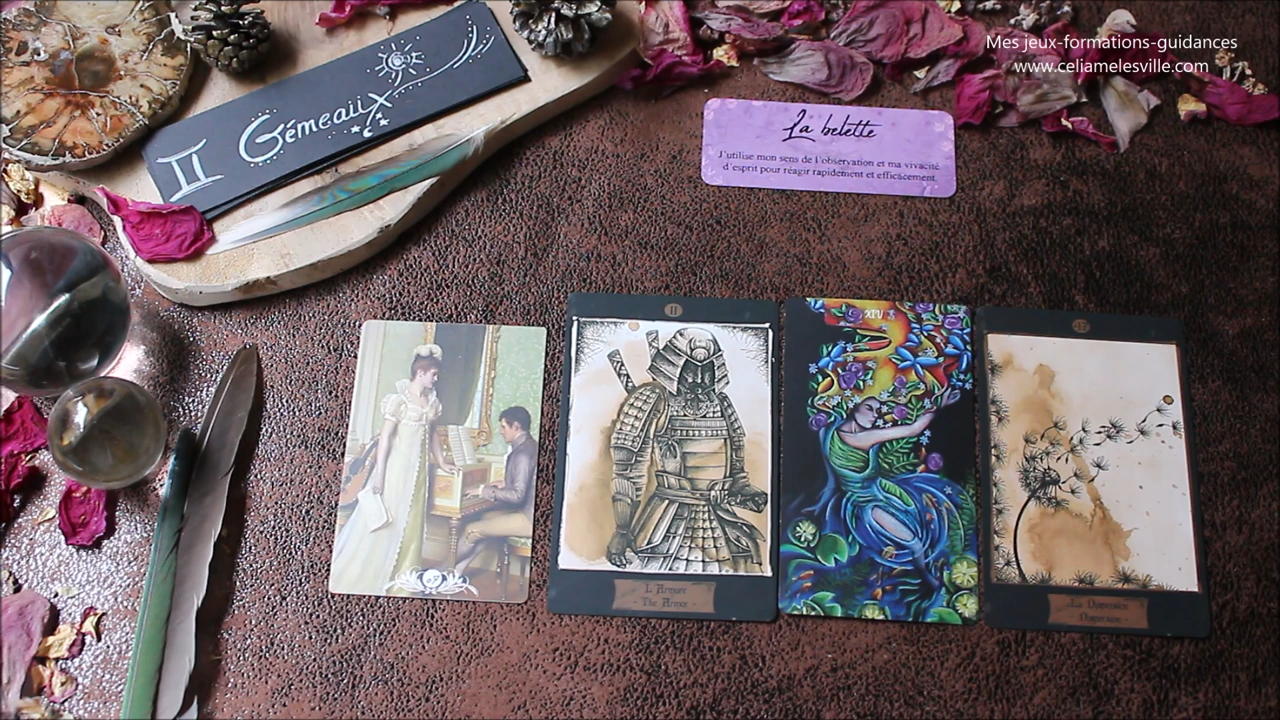 Mes jeux-formations-guidances
www.celiamelesville.com
II Gémeaux
La belette
J'utilise mon sens de l'observation et ma vivacité
d'esprit pour réagir rapidement et efficacement.
II
XIV
L'Armure
- The Armor -
La Dispersion